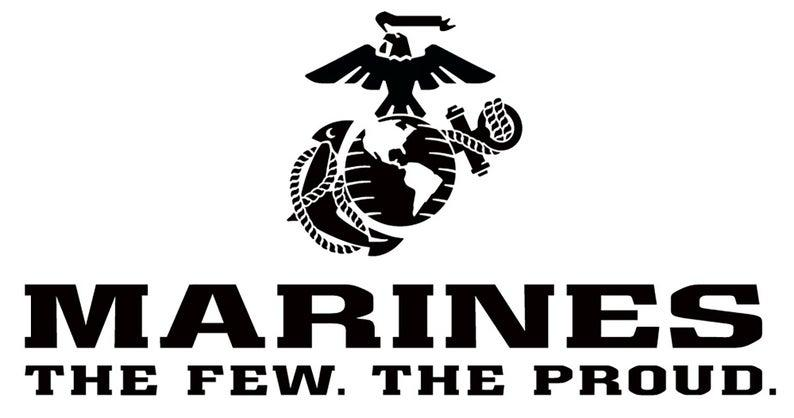 MARINES
THE FEW. THE PROUD.